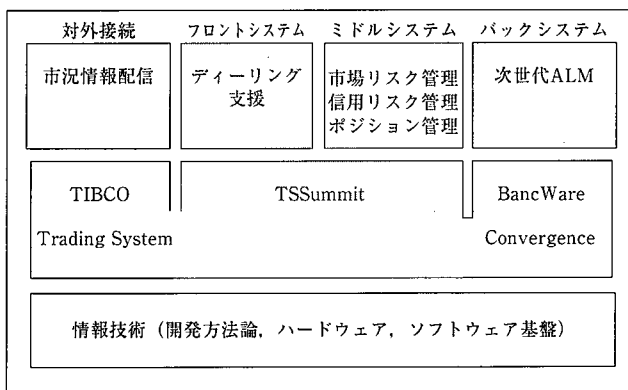 対外接続 フロントシステム ミドルシステム バックシステム
市況情報配信
ディーリング
支援
市場リスク管理
信用リスク管理
ポジション管理
次世代ALM
TIBCO
Trading System
TSSummit
BancWare
Convergence
情報技術（開発方法論，ハードウェア，ソフトウェア基盤）